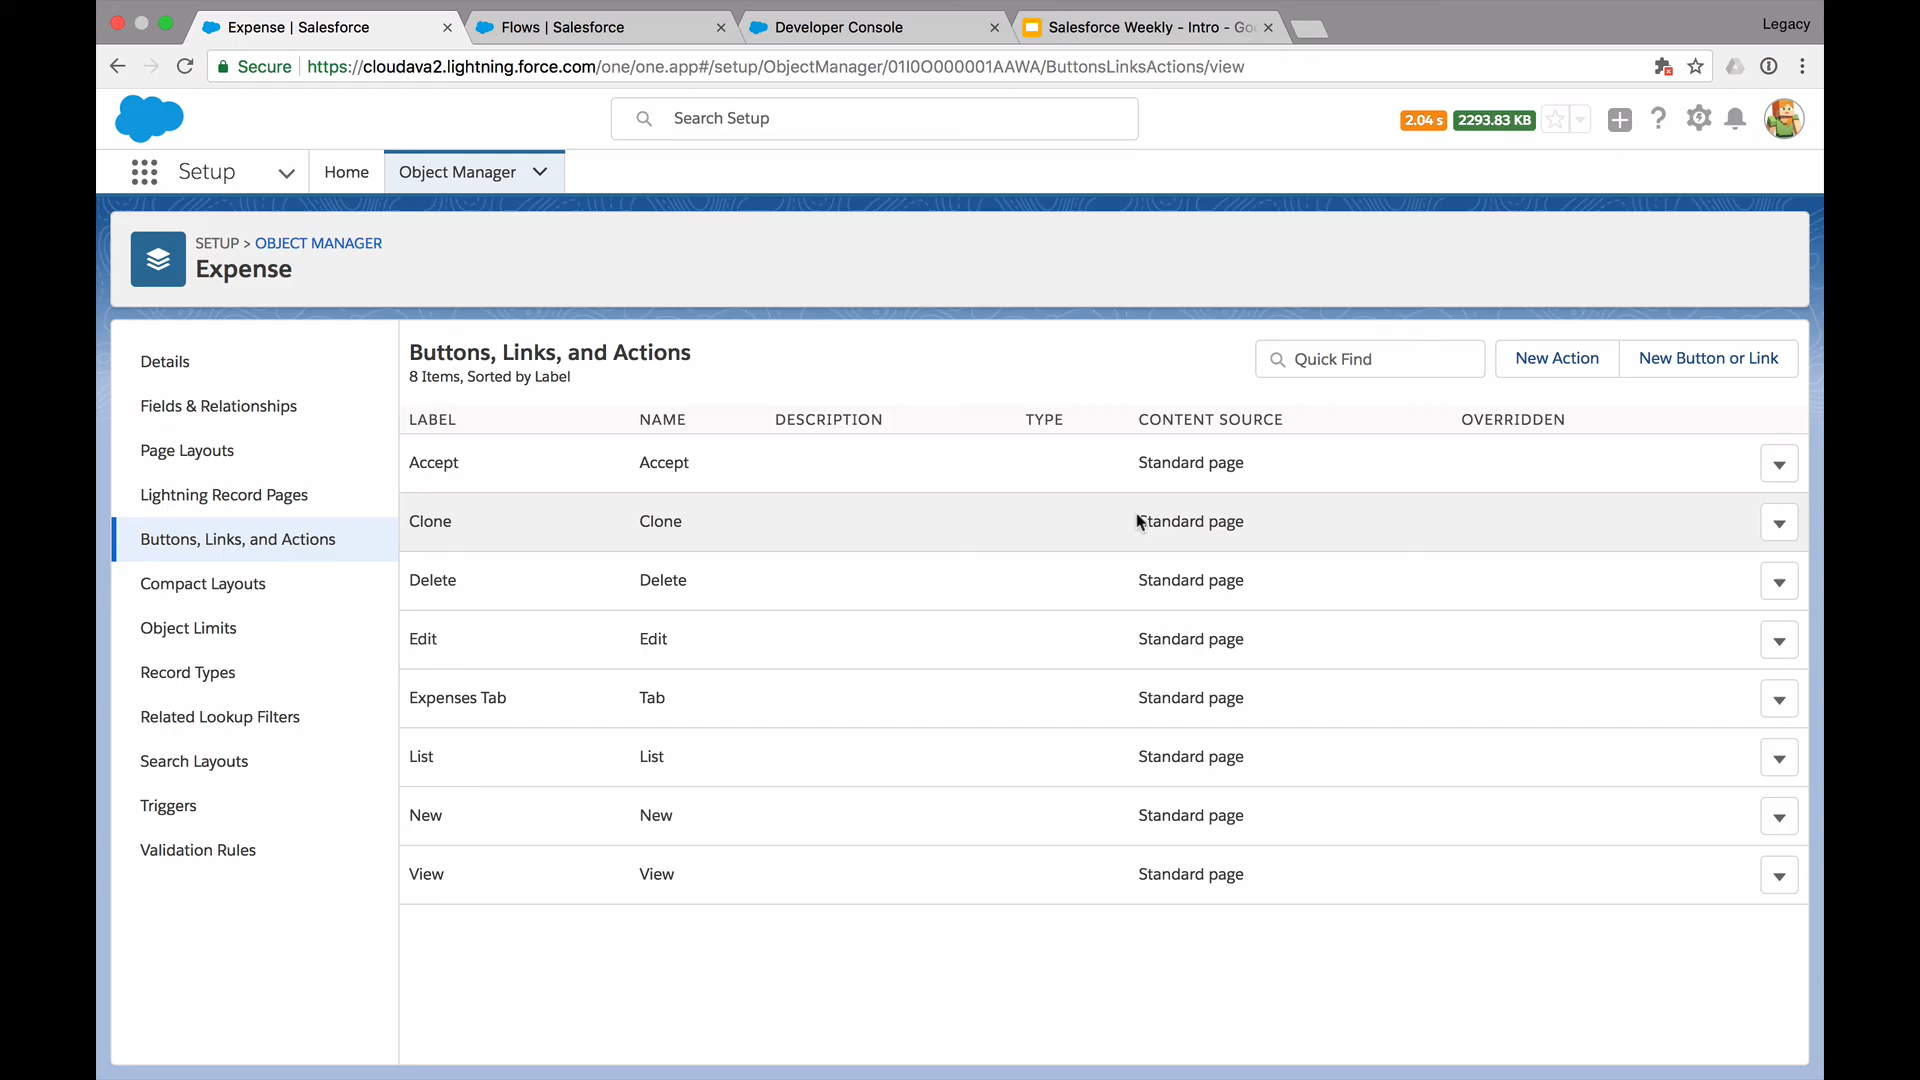 Expense | Salesforce
Flows | Salesforce
Developer Console
Salesforce Weekly - Intro - Goo
Legacy
Secure
https://cloudava2.lightning.force.com/one/one.app#/setup/ObjectManager/01I0O000001AAWA/ButtonsLinksActions/view
Search Setup
2.04 s
2293.83 KB
Setup
Home
Object Manager
SETUP > OBJECT MANAGER
Expense
Details
Fields & Relationships
Page Layouts
Lightning Record Pages
Buttons, Links, and Actions
Compact Layouts
Object Limits
Record Types
Related Lookup Filters
Search Layouts
Triggers
Validation Rules
Buttons, Links, and Actions
8 Items, Sorted by Label
Quick Find
New Action
New Button or Link
LABEL NAME DESCRIPTION TYPE CONTENT SOURCE OVERRIDDEN
Accept Accept Standard page
Clone Clone Standard page
Delete Delete Standard page
Edit Edit Standard page
Expenses Tab Tab Standard page
List List Standard page
New New Standard page
View View Standard page